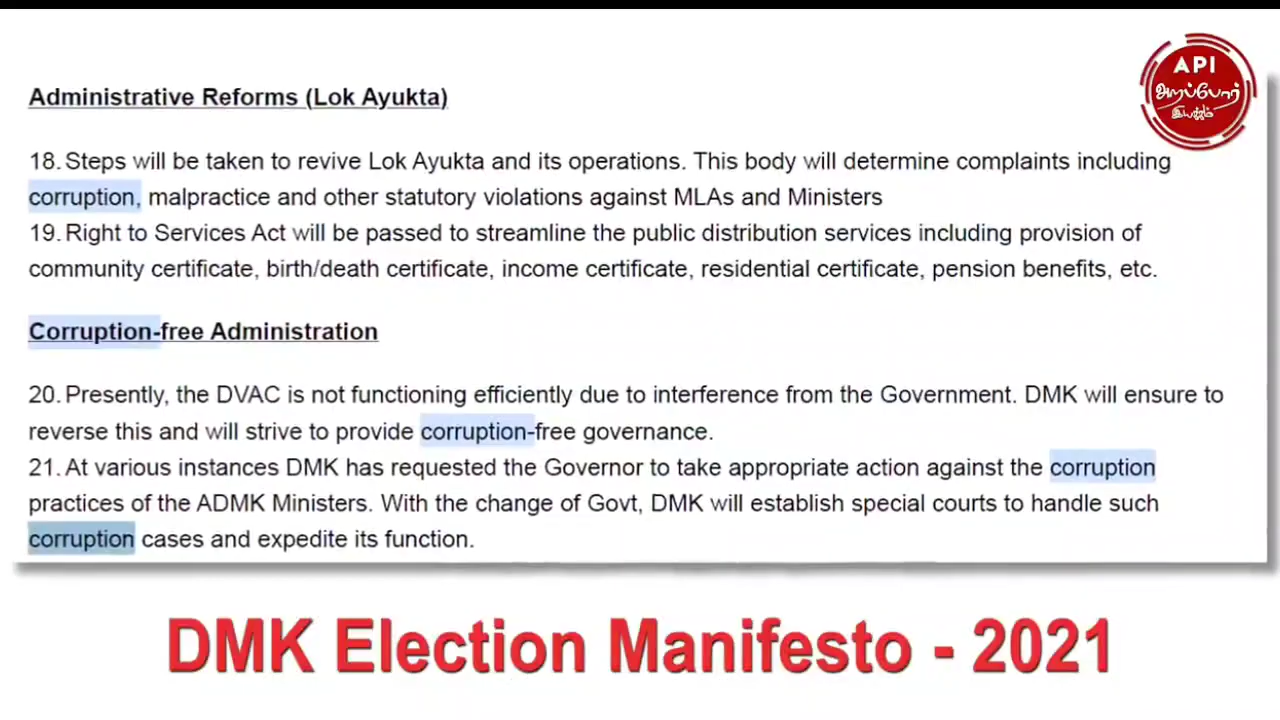 API
அறப்போர்
இயக்கம்
Administrative Reforms (Lok Ayukta)
18. Steps will be taken to revive Lok Ayukta and its operations. This body will determine complaints including
corruption, malpractice and other statutory violations against MLAs and Ministers
19. Right to Services Act will be passed to streamline the public distribution services including provision of
community certificate, birth/death certificate, income certificate, residential certificate, pension benefits, etc.
Corruption-free Administration
20. Presently, the DVAC is not functioning efficiently due to interference from the Government. DMK will ensure to
reverse this and will strive to provide corruption-free governance.
21. At various instances DMK has requested the Governor to take appropriate action against the corruption
practices of the ADMK Ministers. With the change of Govt, DMK will establish special courts to handle such
corruption cases and expedite its function.
DMK Election Manifesto - 2021